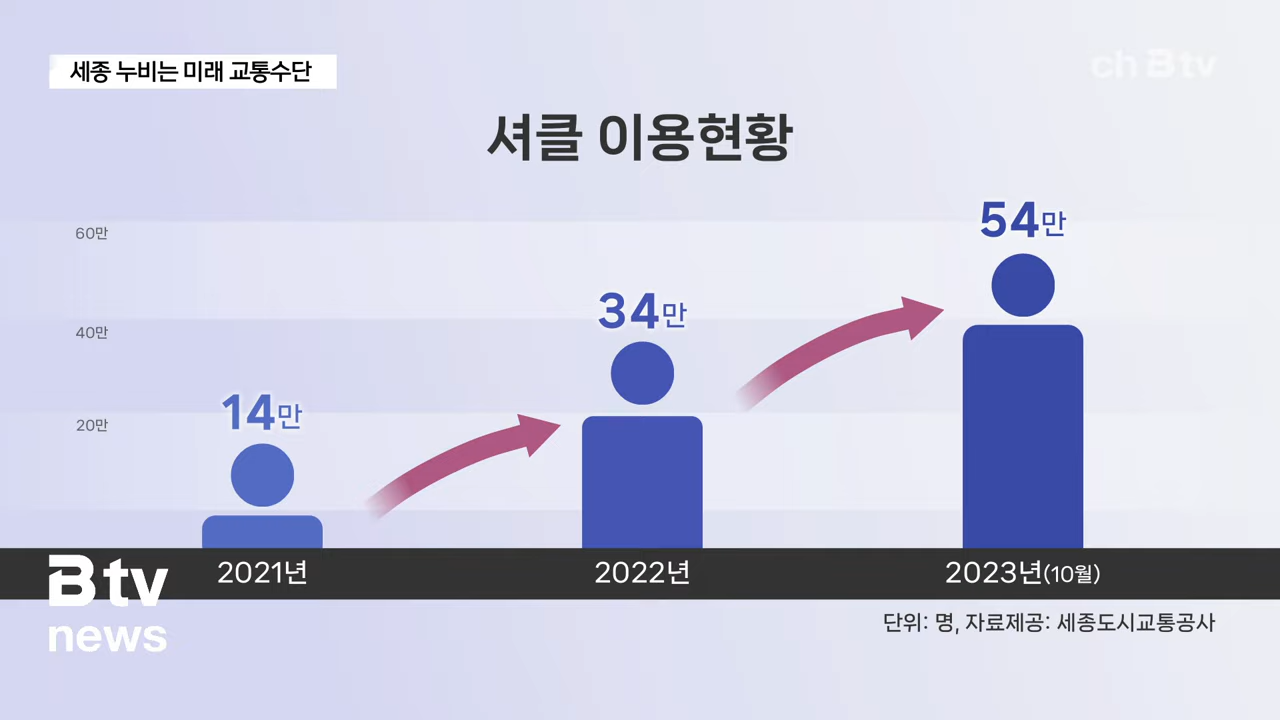 세종 누비는 미래 교통수단
ch B tv
셔클 이용현황
60만
40만
20만
14만
34만
54만
2021년
2022년
2023년(10월)
B tv
news
단위: 명, 자료제공: 세종도시교통공사